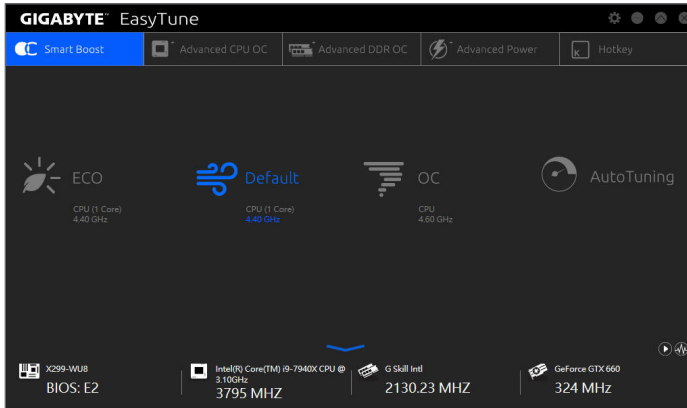 GIGABYTE™ EasyTune
Smart Boost
Advanced CPU OC
Advanced DDR OC
Advanced Power
K Hotkey
ECO
CPU (1 Core)
4.40 GHz
Default
CPU (1 Core)
4.40 GHz
OC
CPU
4.60 GHz
AutoTuning
X299-WU8
BIOS: E2
Intel(R) Core(TM) i9-7940X CPU @
3.10GHz
3795 MHZ
G Skill Intl
2130.23 MHZ
GeForce GTX 660
324 MHz